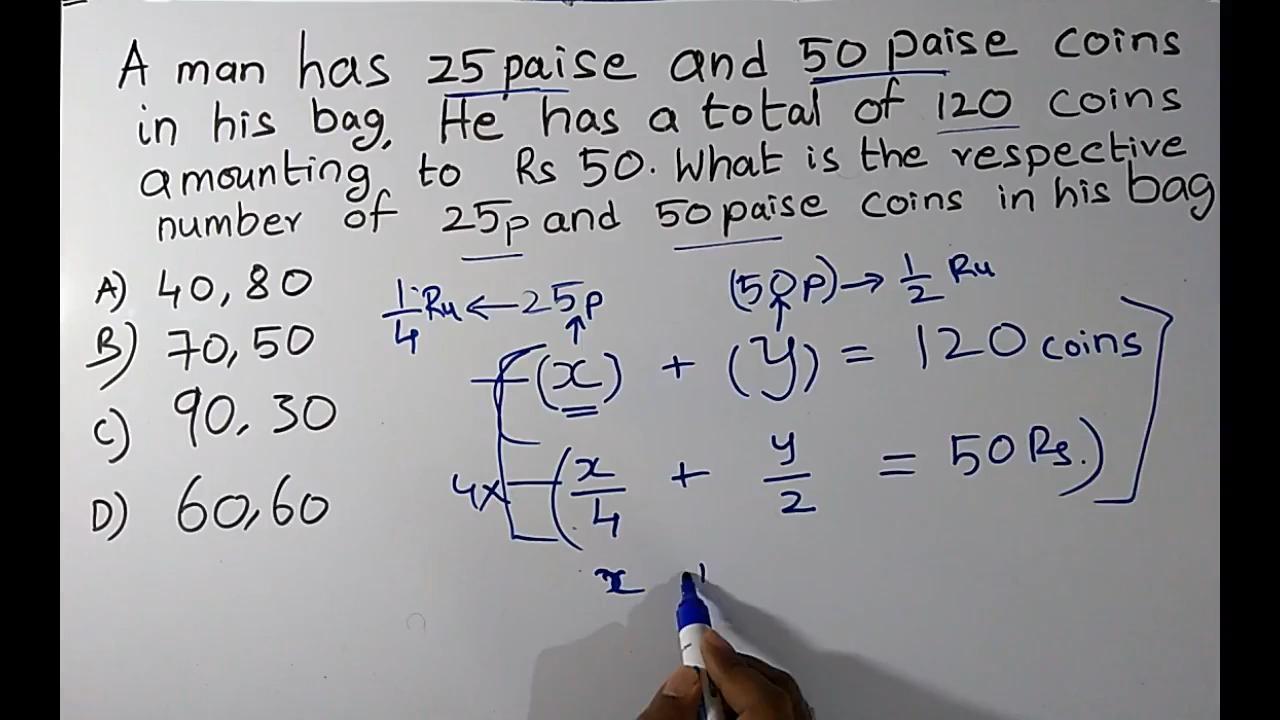 A man has 25 paise and 50 paise coins
in his bag. He has a total of 120 coins
amounting to Rs 50. What is the respective
number of 25p and 50 paise coins in his bag
A) 40, 80
B) 70, 50
C) 90, 30
D) 60, 60
1/4 Ru ← 25p (50p) → 1/2 Ru
(x) + (y) = 120 coins
4x (x/4 + y/2 = 50 Rs.)
x